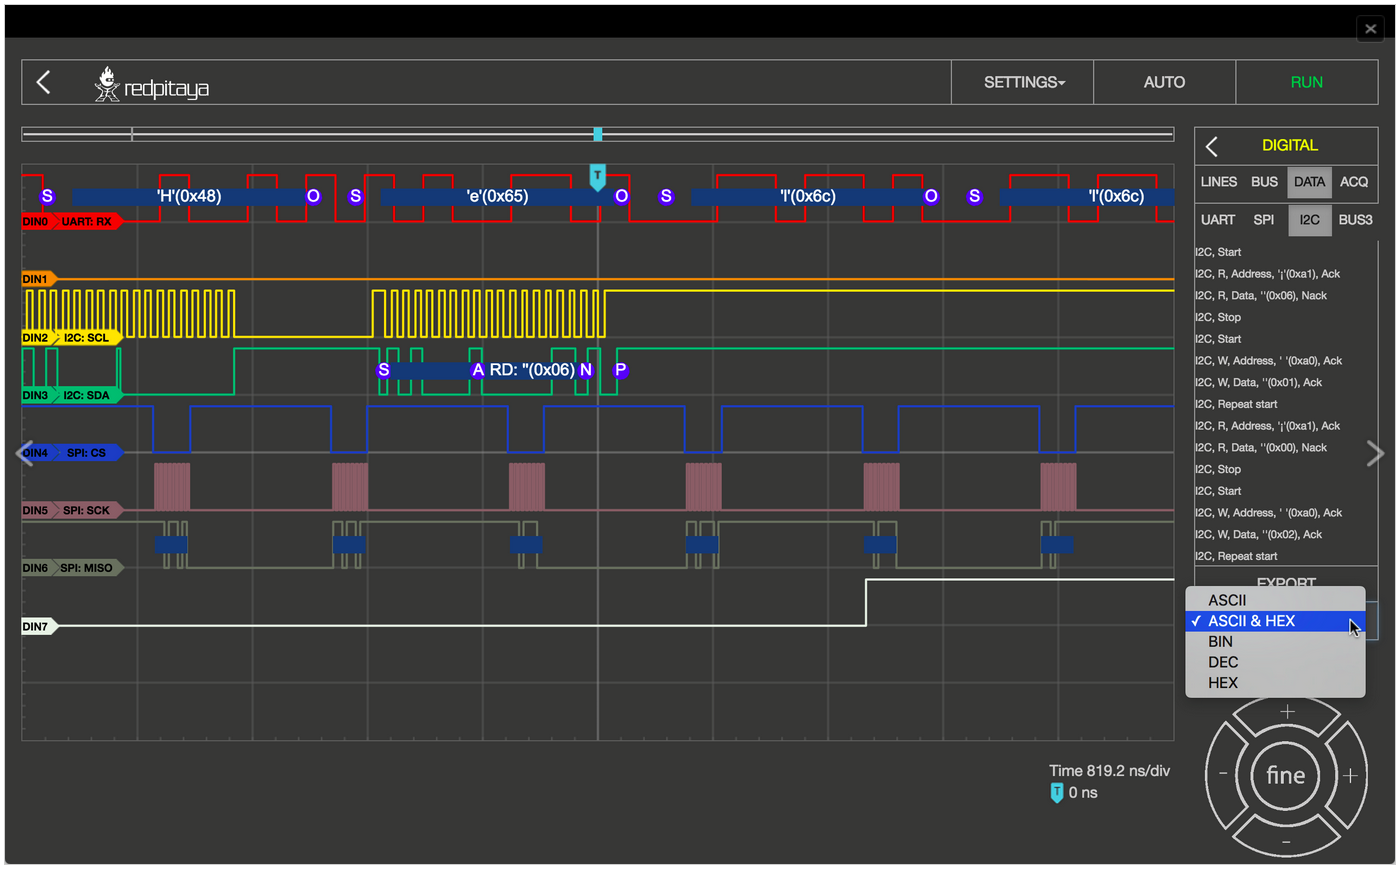 redpitaya
SETTINGS
AUTO
RUN
DIGITAL
LINES BUS DATA ACQ
UART SPI I2C BUS3
T
S 'H'(0x48) O S 'e'(0x65) O S 'l'(0x6c) O S 'l'(0x6c)
DIN0 UART: RX
DIN1
DIN2 I2C: SCL
S A RD: ''(0x06) N P
DIN3 I2C: SDA
DIN4 SPI: CS
DIN5 SPI: SCK
DIN6 SPI: MISO
DIN7
I2C, Start
I2C, R, Address, '¡'(0xa1), Ack
I2C, R, Data, ''(0x06), Nack
I2C, Stop
I2C, Start
I2C, W, Address, ' '(0xa0), Ack
I2C, W, Data, ''(0x01), Ack
I2C, Repeat start
I2C, R, Address, '¡'(0xa1), Ack
I2C, R, Data, ''(0x00), Nack
I2C, Stop
I2C, Start
I2C, W, Address, ' '(0xa0), Ack
I2C, W, Data, ''(0x02), Ack
I2C, Repeat start
EXPORT
ASCII
✓ ASCII & HEX
BIN
DEC
HEX
Time 819.2 ns/div
T 0 ns
+
- fine +
-